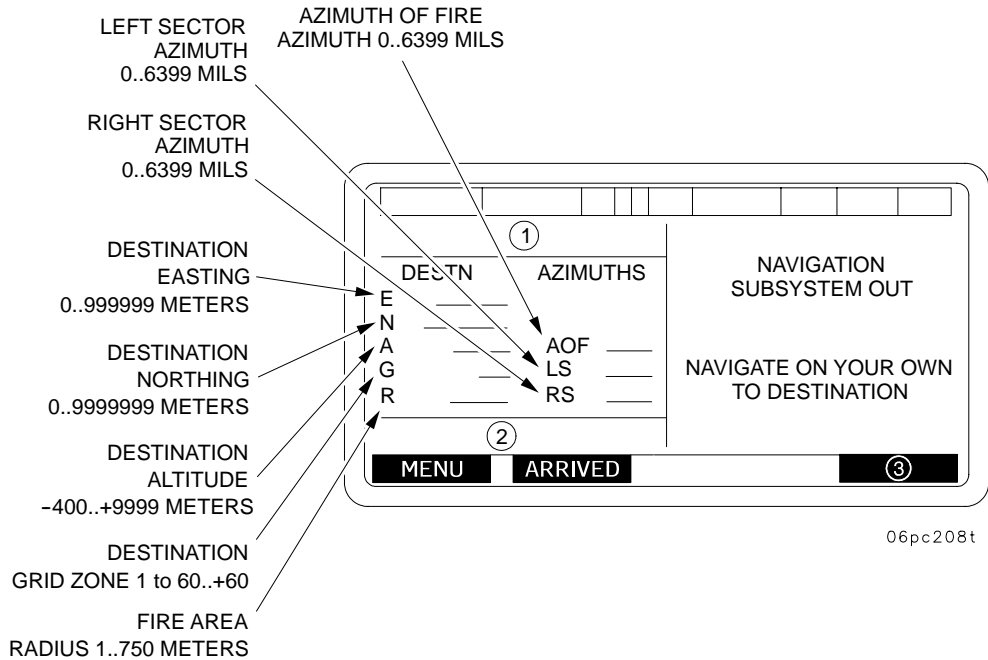 LEFT SECTOR
AZIMUTH
0..6399 MILS
AZIMUTH OF FIRE
AZIMUTH 0..6399 MILS
RIGHT SECTOR
AZIMUTH
0..6399 MILS
DESTINATION
EASTING
0..999999 METERS
DESTINATION
NORTHING
0..9999999 METERS
DESTINATION
ALTITUDE
-400..+9999 METERS
DESTINATION
GRID ZONE 1 to 60..+60
FIRE AREA
RADIUS 1..750 METERS
1
DESTN AZIMUTHS
E
N
A AOF
G LS
R RS
2
NAVIGATION
SUBSYSTEM OUT
NAVIGATE ON YOUR OWN
TO DESTINATION
MENU ARRIVED 3
06pc208t